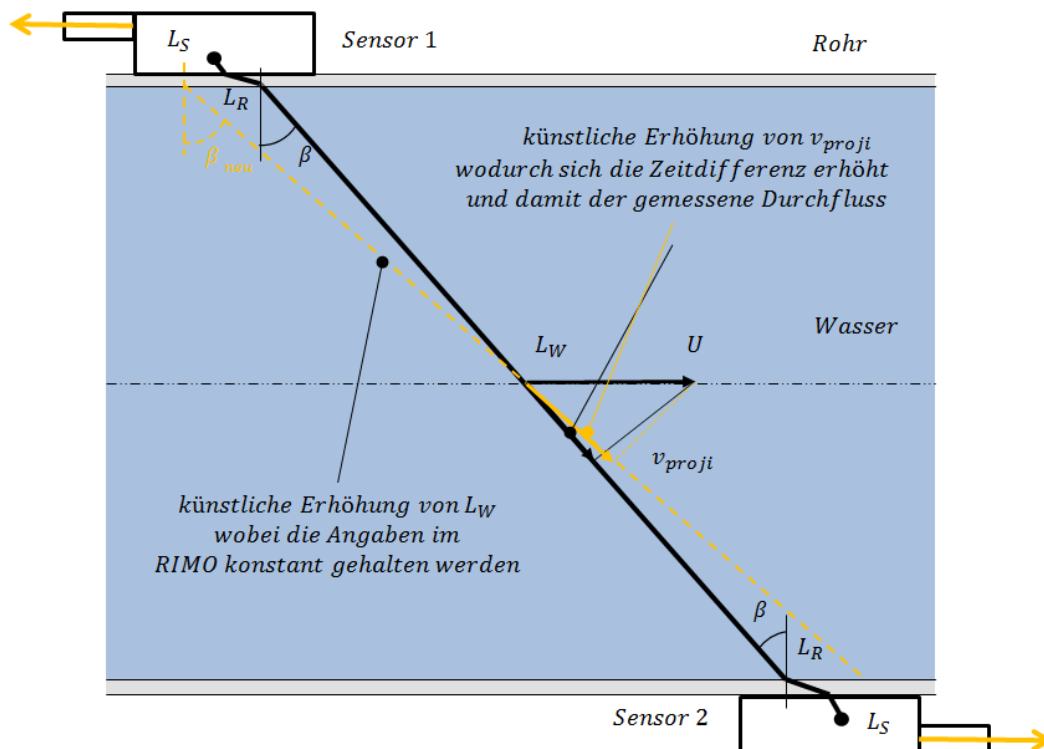 L_S
Sensor 1
Rohr
L_R
β
β_neu
künstliche Erhöhung von v_proji
wodurch sich die Zeitdifferenz erhöht
und damit der gemessene Durchfluss
Wasser
L_W
U
v_proji
künstliche Erhöhung von L_W
wobei die Angaben im
RIMO konstant gehalten werden
β
L_R
Sensor 2
L_S